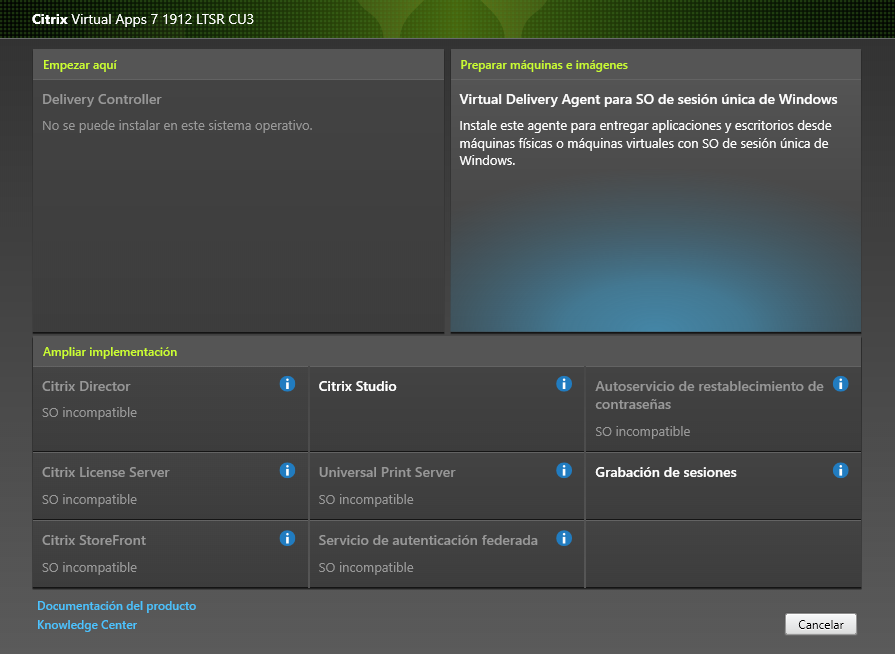 Citrix Virtual Apps 7 1912 LTSR CU3
Empezar aquí
Delivery Controller
No se puede instalar en este sistema operativo.
Preparar máquinas e imágenes
Virtual Delivery Agent para SO de sesión única de Windows
Instale este agente para entregar aplicaciones y escritorios desde
máquinas físicas o máquinas virtuales con SO de sesión única de
Windows.
Ampliar implementación
Citrix Director
SO incompatible
Citrix Studio
Autoservicio de restablecimiento de
contraseñas
SO incompatible
Citrix License Server
SO incompatible
Universal Print Server
SO incompatible
Grabación de sesiones
Citrix StoreFront
SO incompatible
Servicio de autenticación federada
SO incompatible
Documentación del producto
Knowledge Center
Cancelar